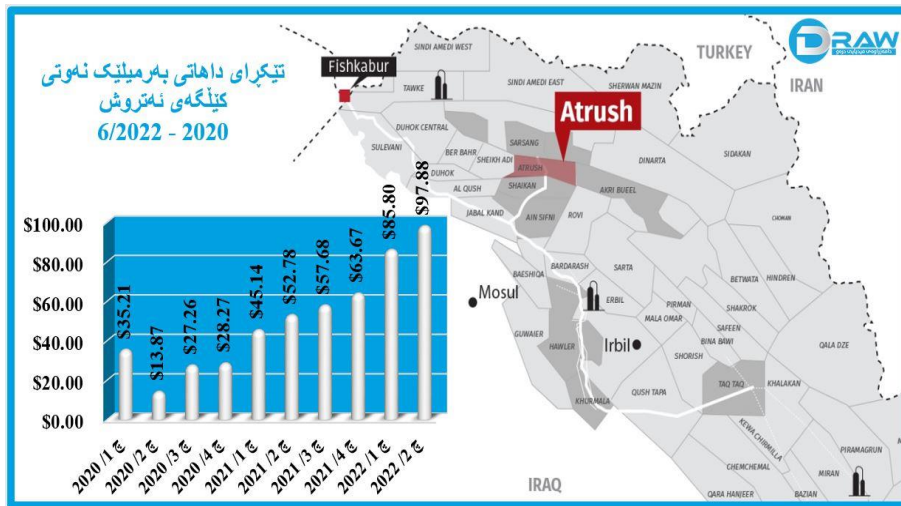 تێکڕای داهاتی بەرمیلێک نەوتی
کێڵگەی ئەتروش
6/2022 - 2020
DRAW
TURKEY
IRAN
IRAQ
Fishkabur
Atrush
SINDI AMEDI WEST
TAWKE
SINDI AMEDI EAST
SHERWAN MAZIN
DUHOK CENTRAL
SARSANG
SULEVANI
BER BAHR
SHEIKH ADI
ATRUSH
DINARTA
SIDAKAN
DUHOK
AL QUSH
SHAIKAN
AKRI BIJEEL
JABAL KAND
AIN SIFNI
ROVI
CHOMAN
BARDARASH
BAESHIQA
SARTA
BETWATA
HINDREN
Mosul
ERBIL
PIRMAN
SHAKROK
MALA OMAR
SAFEEN
GUWAIER
BINA BAWI
HAWLER
Irbil
SHORISH
QALA DZE
QUSH TAPA
TAQ TAQ
KHALAKAN
KHURMALA
KEWA CHIRMILA
PIRAMAGRUN
CHEMCHEMAL
MIRAN
QARA HANJEER
BAZIAN
$100.00
$80.00
$60.00
$40.00
$20.00
$0.00
$35.21
$13.87
$27.26
$28.27
$45.14
$52.78
$57.68
$63.67
$85.80
$97.88
چ 1/ 2020
چ 2/ 2020
چ 3/ 2020
چ 4/ 2020
چ 1/ 2021
چ 2/ 2021
چ 3/ 2021
چ 4/ 2021
چ 1/ 2022
چ 2/ 2022